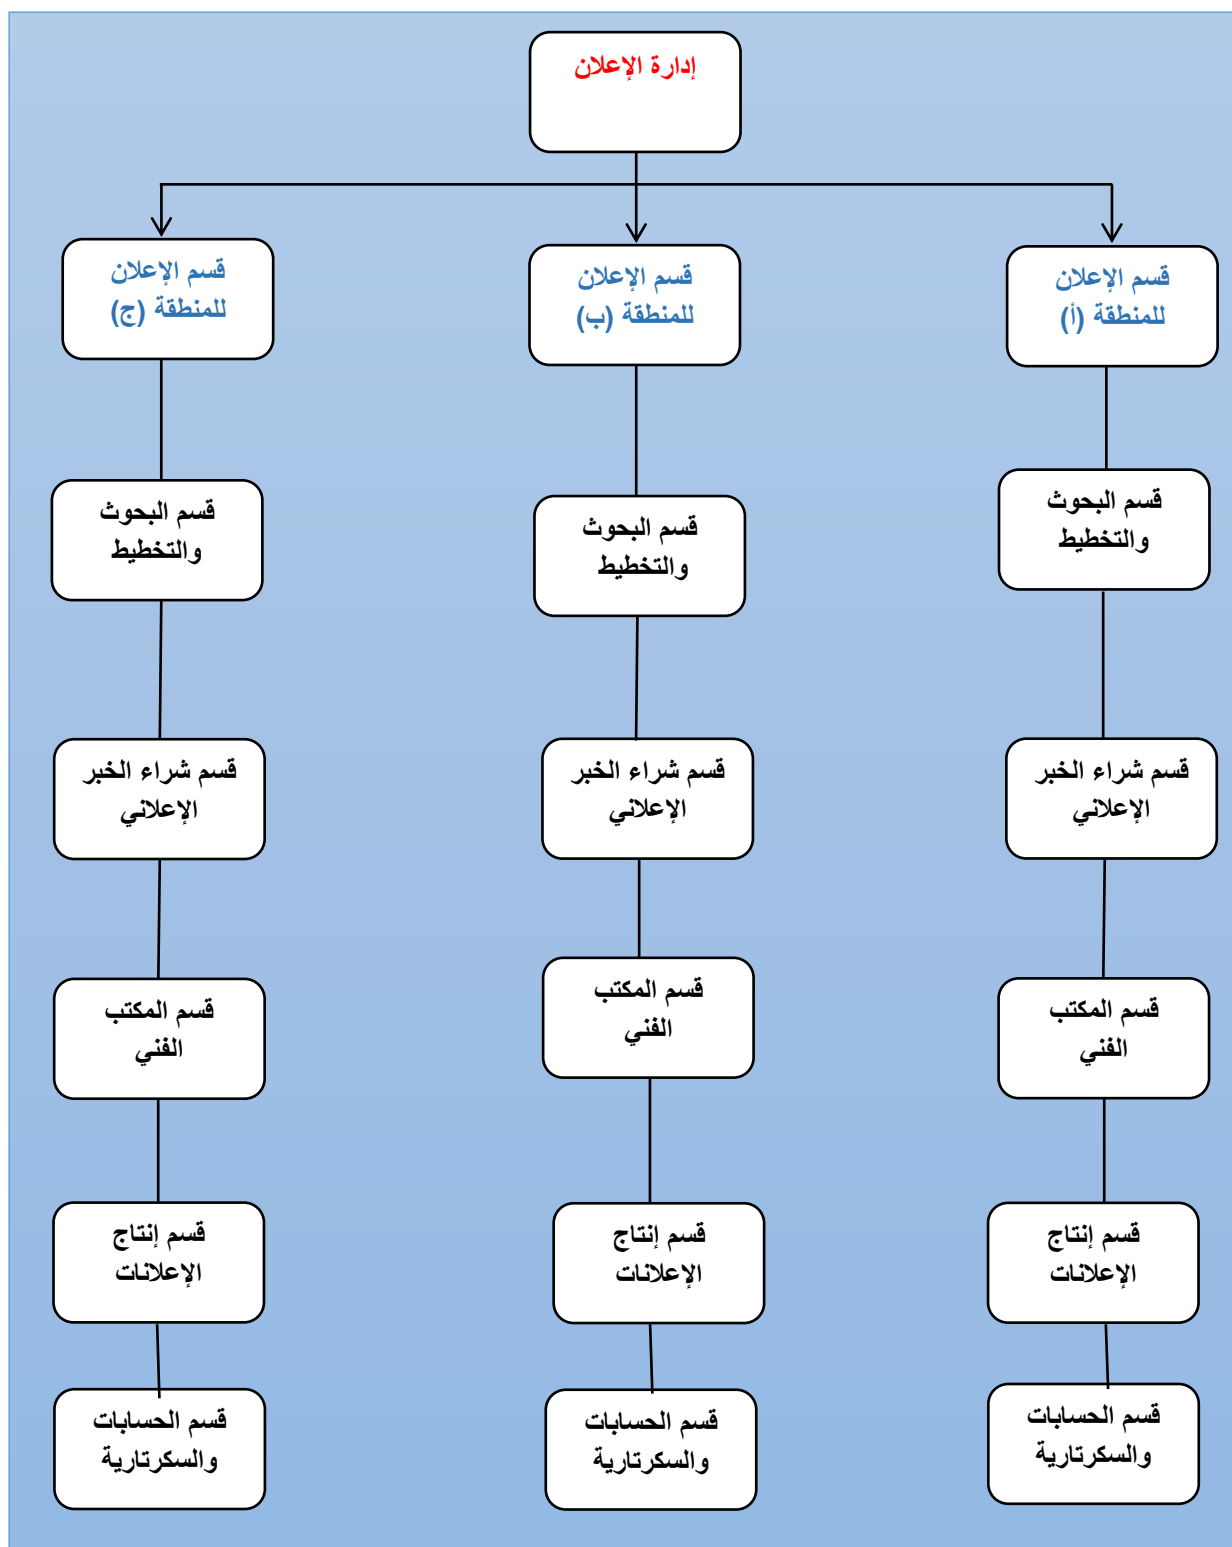 إدارة الإعلان
قسم الإعلان
للمنطقة (أ)
قسم الإعلان
للمنطقة (ب)
قسم الإعلان
للمنطقة (ج)
قسم البحوث
والتخطيط
قسم البحوث
والتخطيط
قسم البحوث
والتخطيط
قسم شراء الخبر
الإعلاني
قسم شراء الخبر
الإعلاني
قسم شراء الخبر
الإعلاني
قسم المكتب
الفني
قسم المكتب
الفني
قسم المكتب
الفني
قسم إنتاج
الإعلانات
قسم إنتاج
الإعلانات
قسم إنتاج
الإعلانات
قسم الحسابات
والسكرتارية
قسم الحسابات
والسكرتارية
قسم الحسابات
والسكرتارية